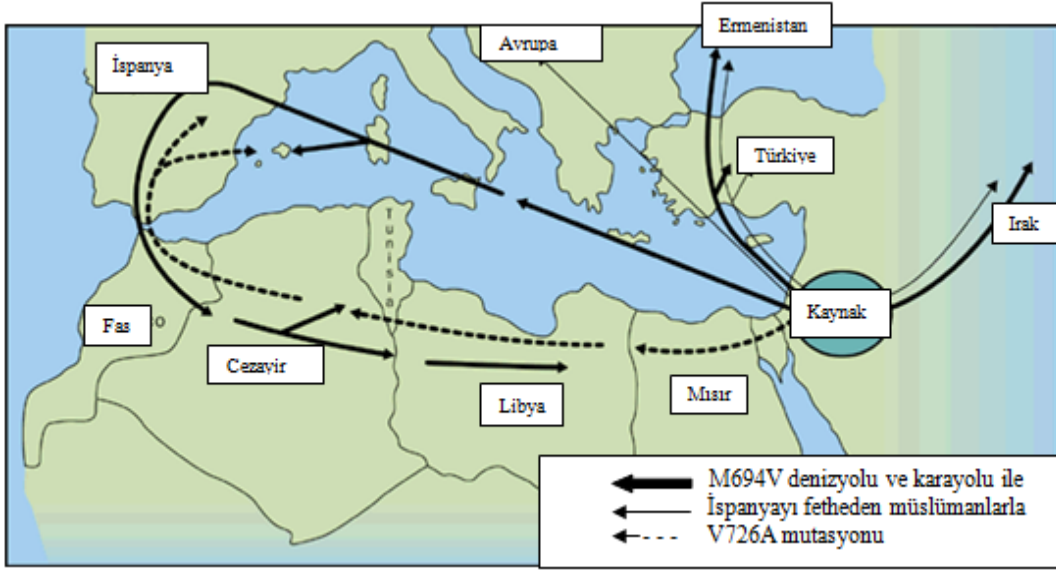 Ermenistan
Avrupa
İspanya
Türkiye
Tunisia
Irak
Kaynak
Fas
o
Cezayir
Mısır
Libya
M694V denizyolu ve karayolu ile
İspanyayı fetheden müslümanlarla
V726A mutasyonu